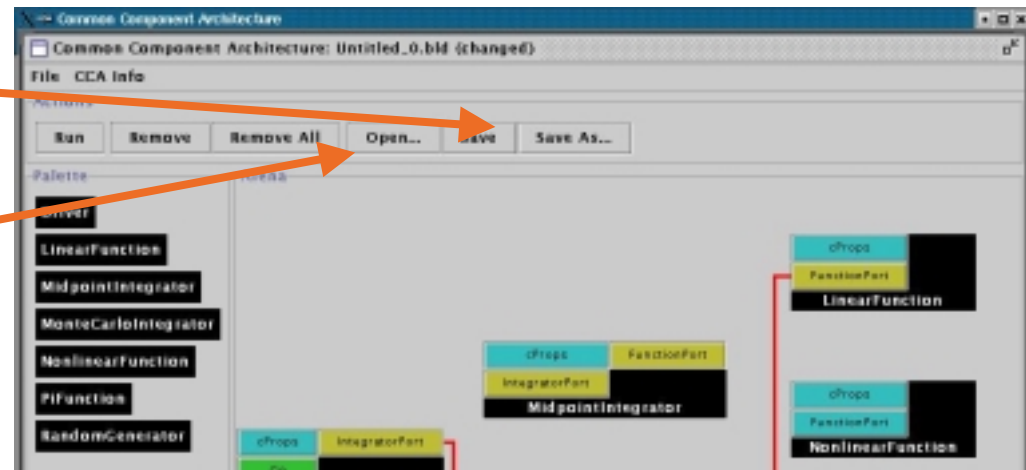 Common Component Architecture
Common Component Architecture: Untitled_0.bld (changed)
File CCA Info
Actions
Run Remove Remove All Open... Save Save As...
Palette Arena
Driver
LinearFunction
MidpointIntegrator
MonteCarloIntegrator
NonlinearFunction
PiFunction
RandomGenerator
cProps
FunctionPort
LinearFunction
cProps FunctionPort
IntegratorPort
MidpointIntegrator
cProps
FunctionPort
NonlinearFunction
cProps IntegratorPort